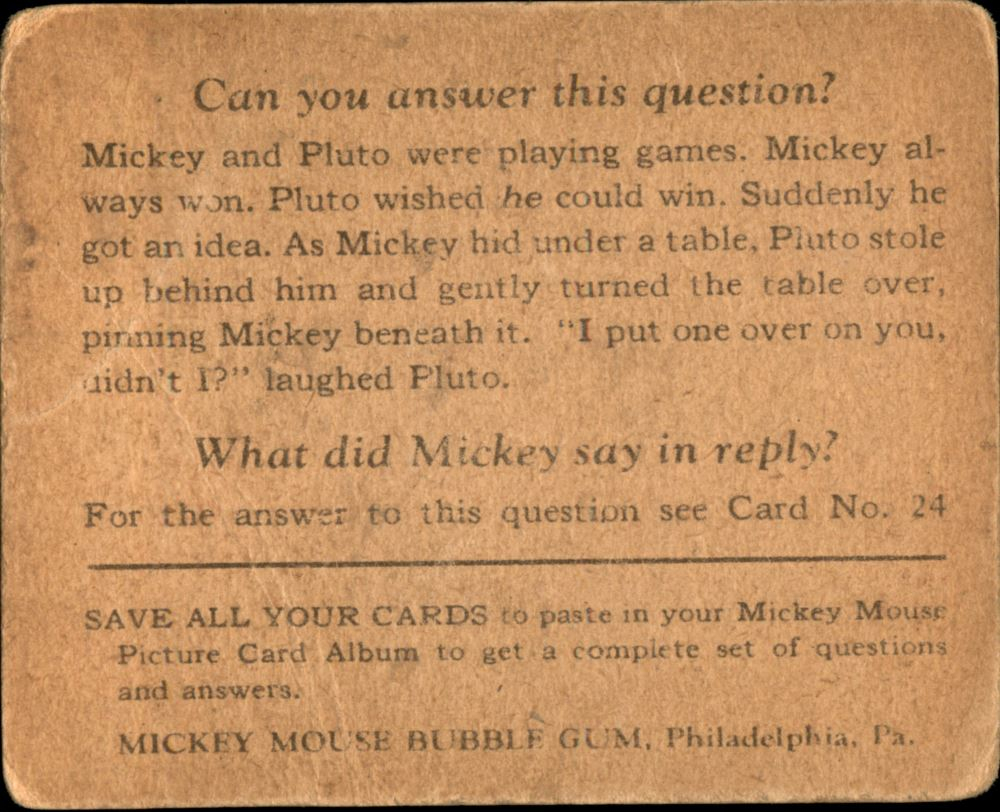 Can you answer this question?
Mickey and Pluto were playing games. Mickey al-
ways won. Pluto wished he could win. Suddenly he
got an idea. As Mickey hid under a table, Pluto stole
up behind him and gently turned the table over,
pinning Mickey beneath it. "I put one over on you,
didn't I?" laughed Pluto.
What did Mickey say in reply?
For the answer to this question see Card No. 24
SAVE ALL YOUR CARDS to paste in your Mickey Mouse
Picture Card Album to get a complete set of questions
and answers.
MICKEY MOUSE BUBBLE GUM, Philadelphia, Pa.